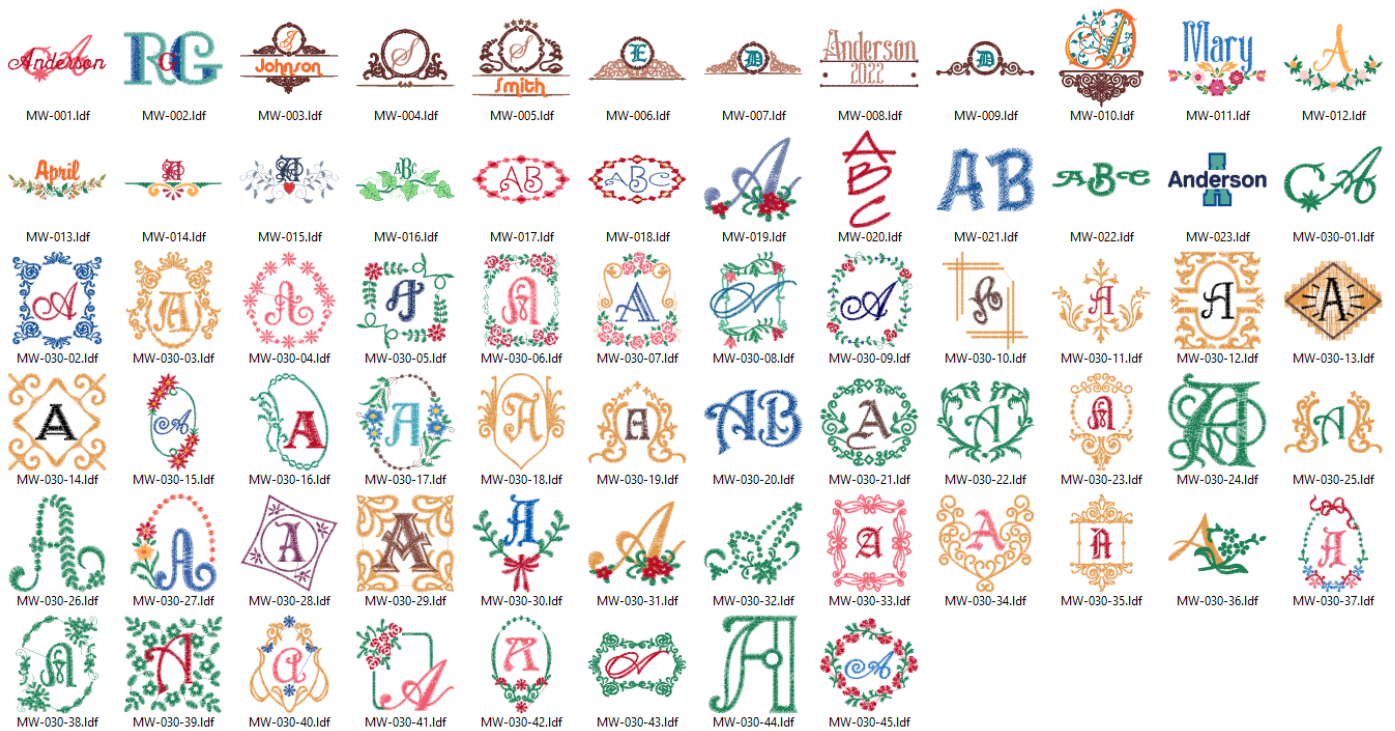 Anderson A RGC J Johnson S S Smith E D Anderson 2022 D D Mary A
MW-001.ldf MW-002.ldf MW-003.ldf MW-004.ldf MW-005.ldf MW-006.ldf MW-007.ldf MW-008.ldf MW-009.ldf MW-010.ldf MW-011.ldf MW-012.ldf
April A A ABC AB ABC A A B C AB ABC Anderson A
MW-013.ldf MW-014.ldf MW-015.ldf MW-016.ldf MW-017.ldf MW-018.ldf MW-019.ldf MW-020.ldf MW-021.ldf MW-022.ldf MW-023.ldf MW-030-01.ldf
A A A A A A A A A A A A
MW-030-02.ldf MW-030-03.ldf MW-030-04.ldf MW-030-05.ldf MW-030-06.ldf MW-030-07.ldf MW-030-08.ldf MW-030-09.ldf MW-030-10.ldf MW-030-11.ldf MW-030-12.ldf MW-030-13.ldf
A A A A A A AB A A A A A
MW-030-14.ldf MW-030-15.ldf MW-030-16.ldf MW-030-17.ldf MW-030-18.ldf MW-030-19.ldf MW-030-20.ldf MW-030-21.ldf MW-030-22.ldf MW-030-23.ldf MW-030-24.ldf MW-030-25.ldf
A A A A A A A A A A A A
MW-030-26.ldf MW-030-27.ldf MW-030-28.ldf MW-030-29.ldf MW-030-30.ldf MW-030-31.ldf MW-030-32.ldf MW-030-33.ldf MW-030-34.ldf MW-030-35.ldf MW-030-36.ldf MW-030-37.ldf
A A a A A A A A
MW-030-38.ldf MW-030-39.ldf MW-030-40.ldf MW-030-41.ldf MW-030-42.ldf MW-030-43.ldf MW-030-44.ldf MW-030-45.ldf